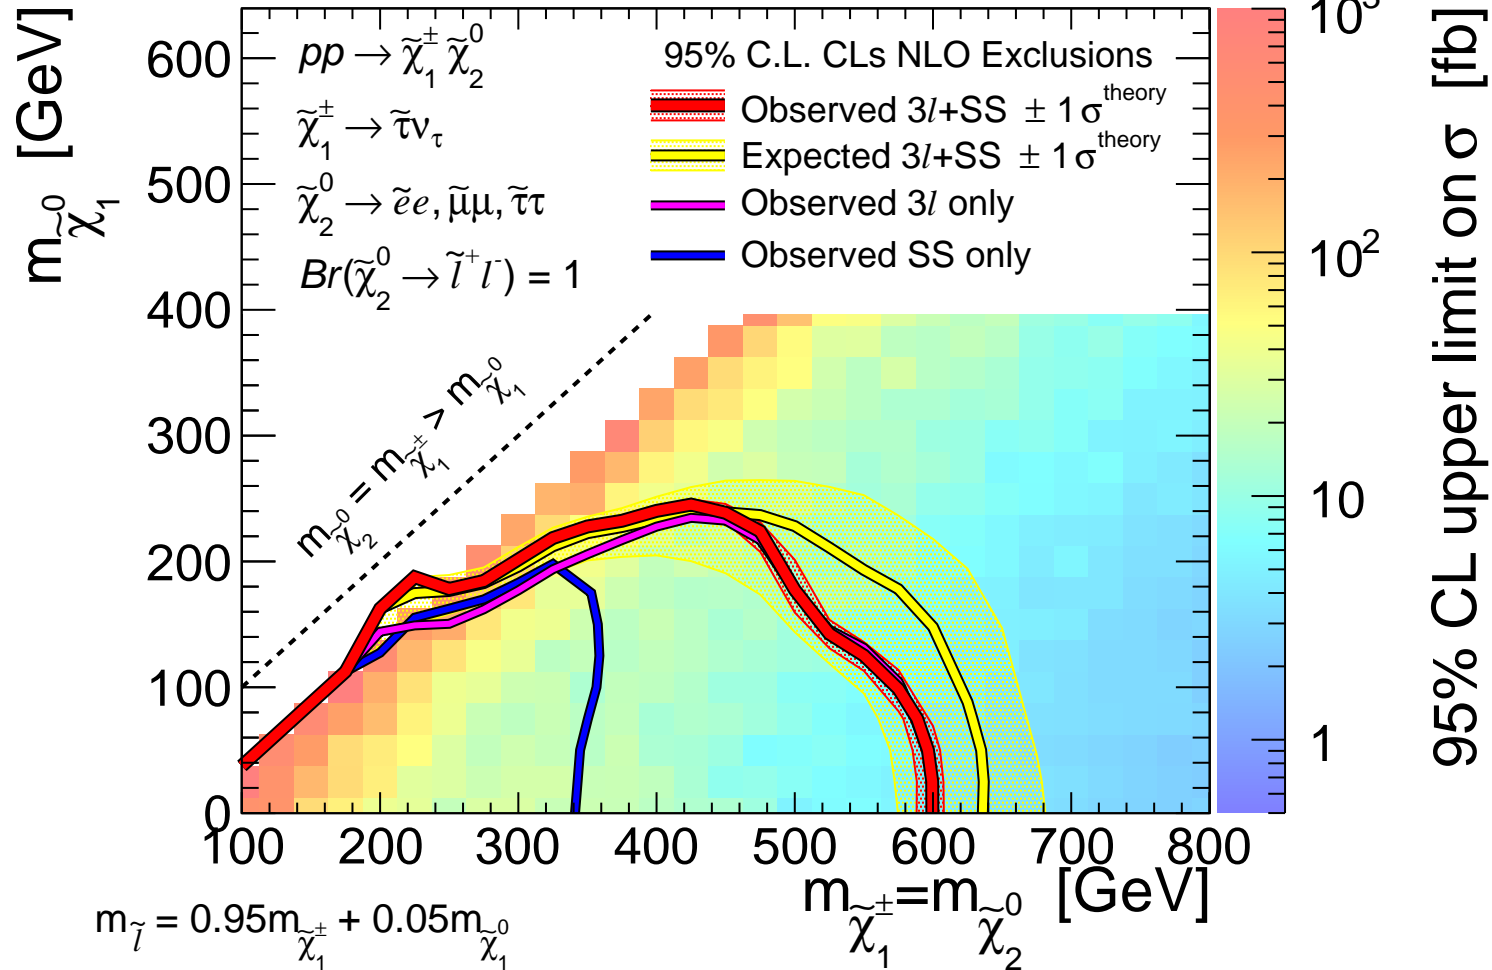 pp → χ̃₁± χ̃₂⁰
χ̃₁± → τ̃ν_τ
χ̃₂⁰ → ẽe, μ̃μ, τ̃τ
Br(χ̃₂⁰ → l̃⁺l⁻) = 1
95% C.L. CLs NLO Exclusions
Observed 3l+SS ± 1σ^theory
Expected 3l+SS ± 1σ^theory
Observed 3l only
Observed SS only
m_χ̃₂⁰ = m_χ̃₁± > m_χ̃₁⁰
m_χ̃₁⁰ [GeV]
600
500
400
300
200
100
0
100 200 300 400 500 600 700 800
m_χ̃₁±=m_χ̃₂⁰ [GeV]
m_l̃ = 0.95m_χ̃₁± + 0.05m_χ̃₁⁰
10³
10²
10
1
95% CL upper limit on σ [fb]